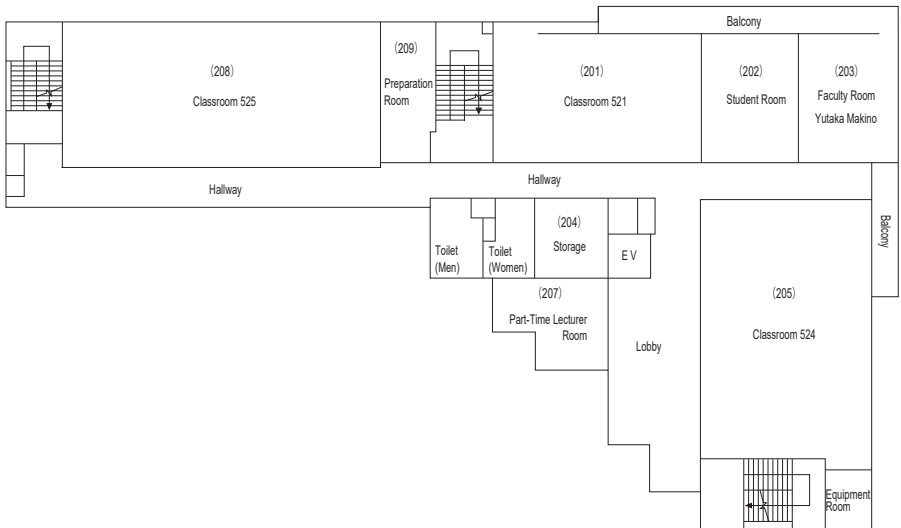 Balcony
(208)
Classroom 525
(209)
Preparation
Room
(201)
Classroom 521
(202)
Student Room
(203)
Faculty Room
Yutaka Makino
Hallway
Hallway
Balcony
Toilet
(Men)
Toilet
(Women)
(204)
Storage
E V
(207)
Part-Time Lecturer
Room
Lobby
(205)
Classroom 524
Equipment
Room